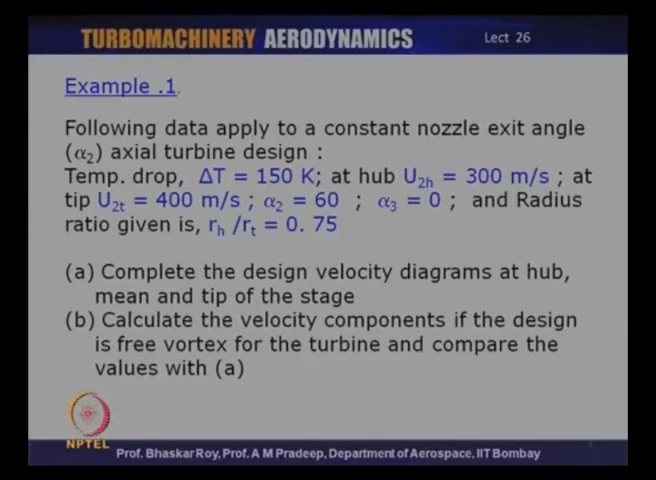 TURBOMACHINERY AERODYNAMICS
Lect 26
Example .1.
Following data apply to a constant nozzle exit angle
(α₂) axial turbine design :
Temp. drop, ΔT = 150 K; at hub U₂ₕ = 300 m/s ; at
tip U₂ₜ = 400 m/s ; α₂ = 60 ; α₃ = 0 ; and Radius
ratio given is, rₕ /rₜ = 0. 75
(a) Complete the design velocity diagrams at hub,
mean and tip of the stage
(b) Calculate the velocity components if the design
is free vortex for the turbine and compare the
values with (a)
NPTEL
Prof. Bhaskar Roy, Prof. A M Pradeep, Department of Aerospace, IIT Bombay